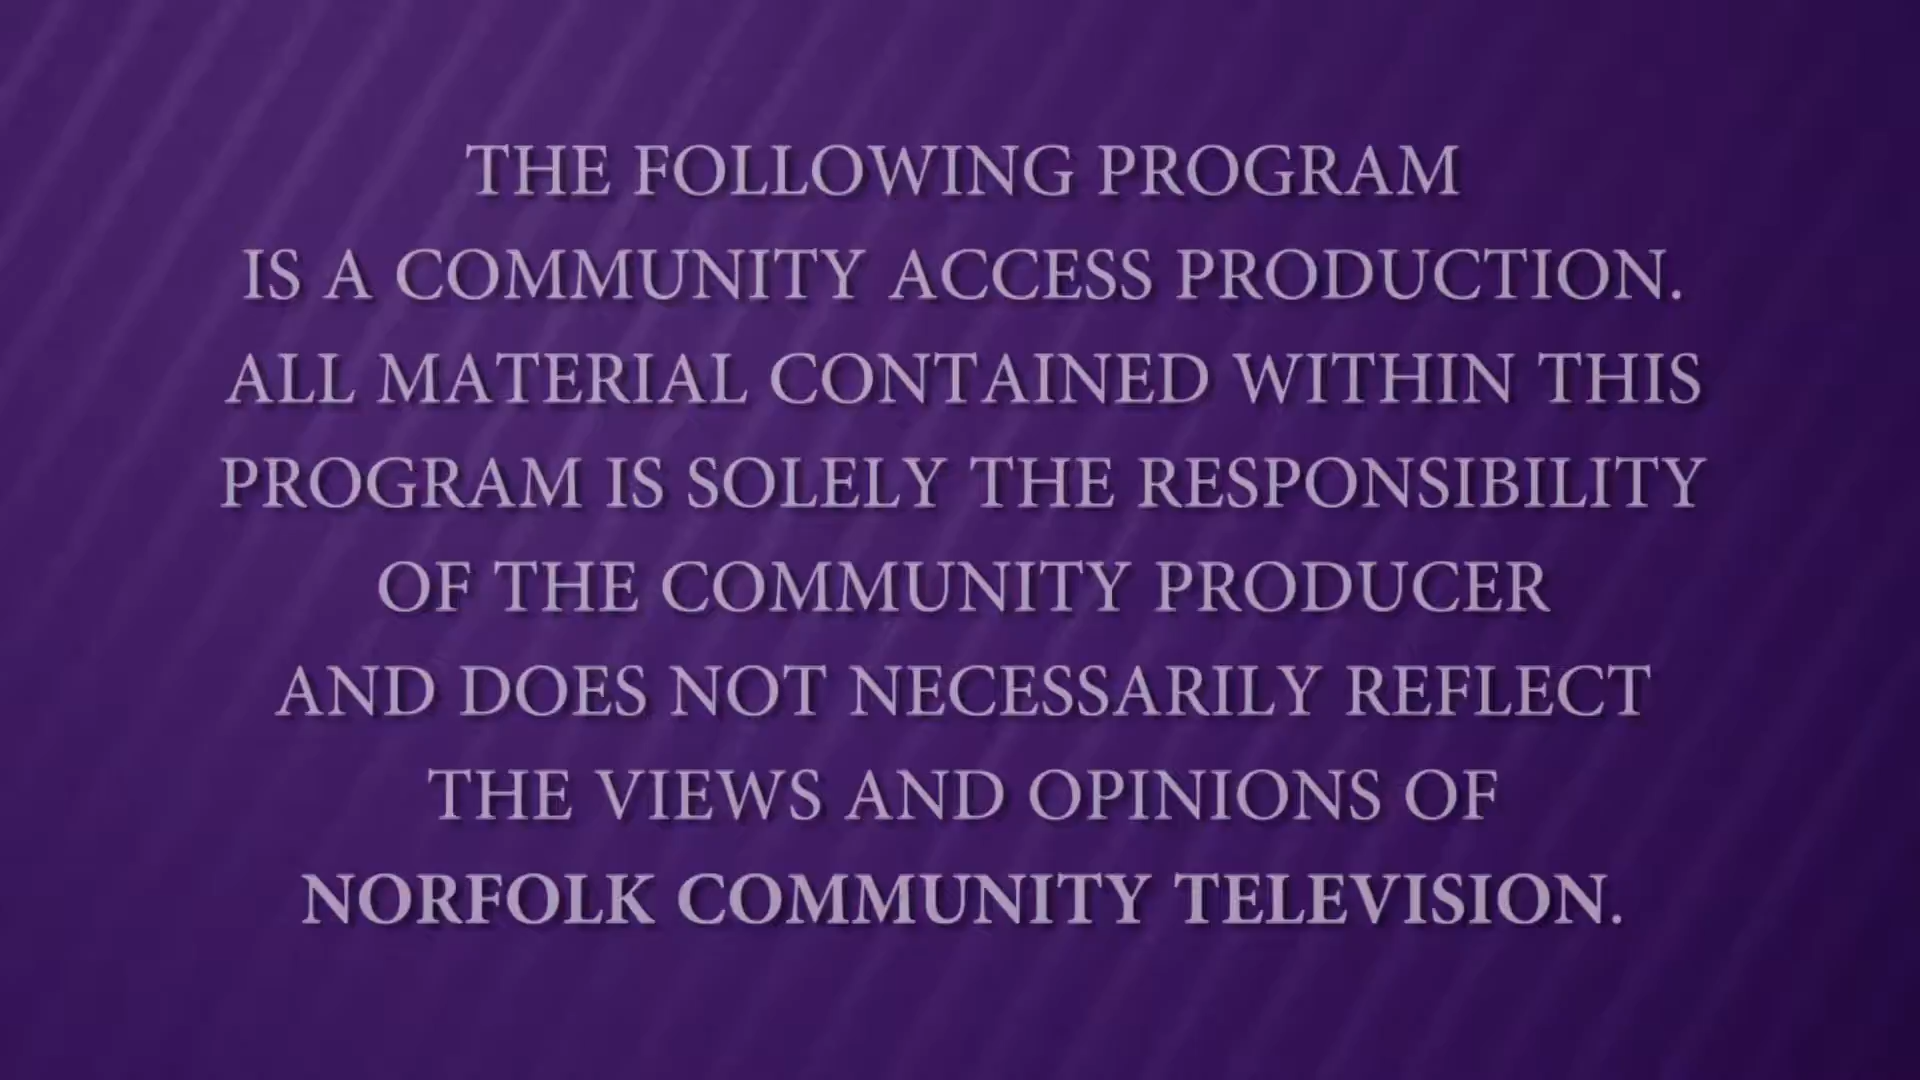 THE FOLLOWING PROGRAM
IS A COMMUNITY ACCESS PRODUCTION.
ALL MATERIAL CONTAINED WITHIN THIS
PROGRAM IS SOLELY THE RESPONSIBILITY
OF THE COMMUNITY PRODUCER
AND DOES NOT NECESSARILY REFLECT
THE VIEWS AND OPINIONS OF
NORFOLK COMMUNITY TELEVISION.